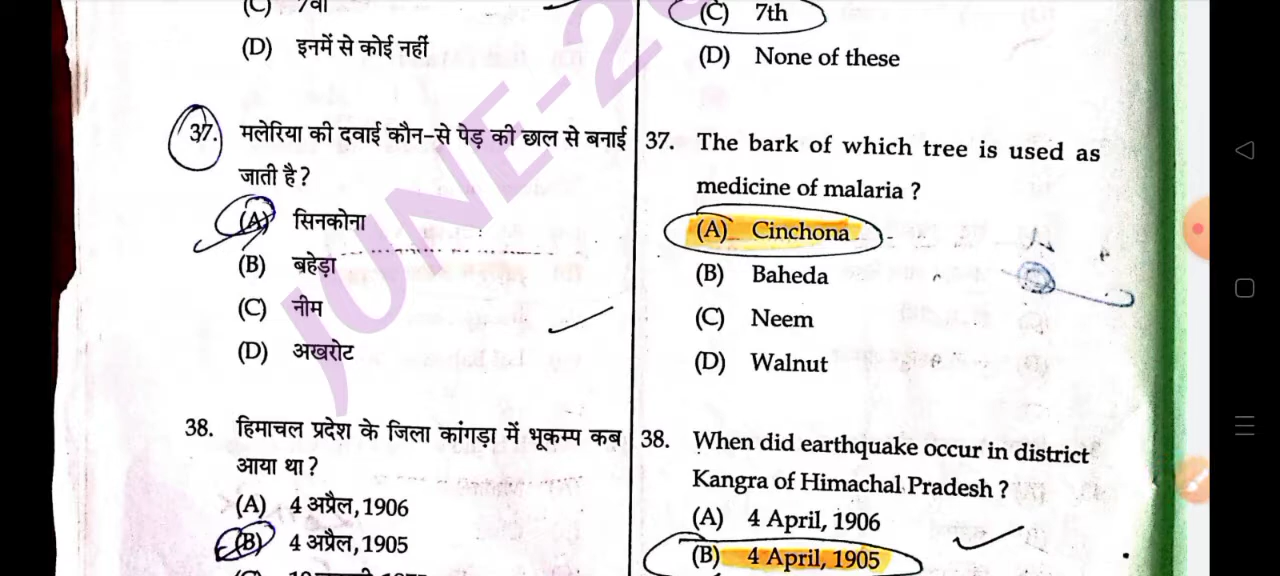 (C) 7वीं
(D) इनमें से कोई नहीं
37. मलेरिया की दवाई कौन-से पेड़ की छाल से बनाई
जाती है ?
(A) सिनकोना
(B) बहेड़ा
(C) नीम
(D) अखरोट
38. हिमाचल प्रदेश के जिला कांगड़ा में भूकम्प कब
आया था ?
(A) 4 अप्रैल, 1906
(B) 4 अप्रैल, 1905
(C) 7th
(D) None of these
37. The bark of which tree is used as
medicine of malaria ?
(A) Cinchona
(B) Baheda
(C) Neem
(D) Walnut
38. When did earthquake occur in district
Kangra of Himachal Pradesh ?
(A) 4 April, 1906
(B) 4 April, 1905
JUNE-20